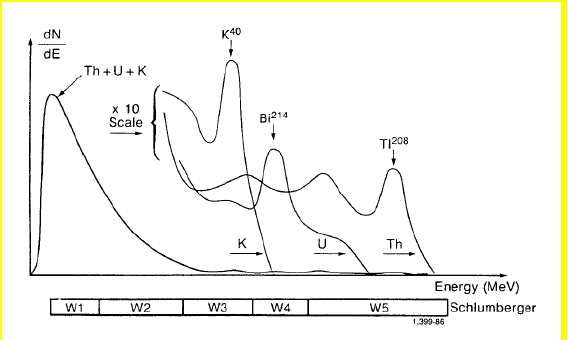 dN
dE
K40
Th + U + K
x 10
Scale
Bi214
Tl208
K
U
Th
Energy (MeV)
W1 W2 W3 W4 W5 Schlumberger
1,399-86